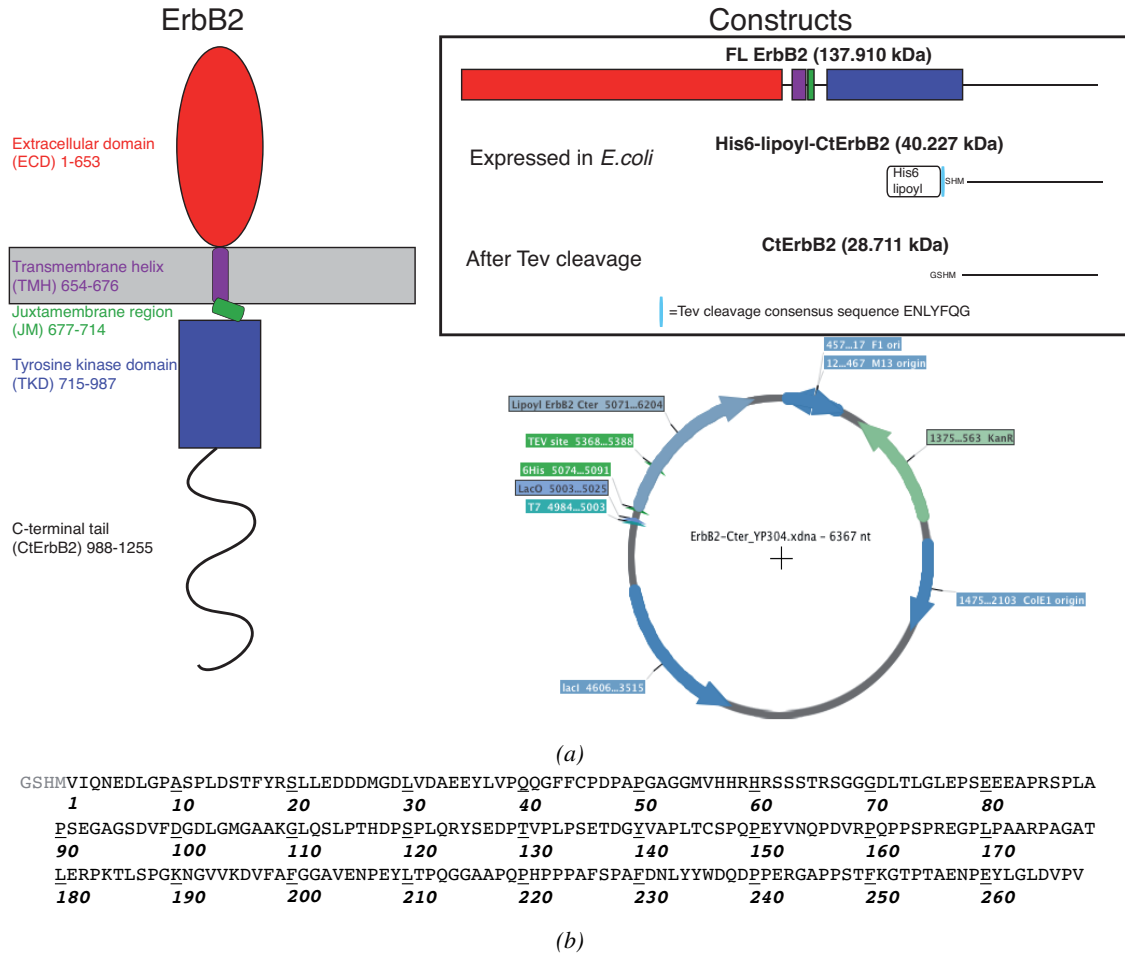 ErbB2
Extracellular domain
(ECD) 1-653
Transmembrane helix
(TMH) 654-676
Juxtamembrane region
(JM) 677-714
Tyrosine kinase domain
(TKD) 715-987
C-terminal tail
(CtErbB2) 988-1255
Constructs
FL ErbB2 (137.910 kDa)
Expressed in E.coli
His6-lipoyl-CtErbB2 (40.227 kDa)
His6
lipoyl
SHM
After Tev cleavage
CtErbB2 (28.711 kDa)
GSHM
=Tev cleavage consensus sequence ENLYFQG
457...17 F1 ori
12...467 M13 origin
Lipoyl ErbB2 Cter 5071...6204
TEV site 5368...5388
6His 5074...5091
LacO 5003...5025
T7 4984...5003
1375...563 KanR
ErbB2-Cter_YP304.xdna - 6367 nt
1475...2103 ColE1 origin
lacI 4606...3515
(a)
GSHMVIQNEDLGPASPLDSTFYRSLLEDDDMGDLVDAEEYLVPQQGFFCPDPAPGAGGMVHHRHRSSSTRSGGGDLTLGLEPSEEEAPRSPLA
1 10 20 30 40 50 60 70 80
PSEGAGSDVFDGDLGMGAAKGLQSLPTHDPSPLQRYSEDPTVPLPSETDGYVAPLTCSPQPEYVNQPDVRPQPPSPREGPLPAARPAGAT
90 100 110 120 130 140 150 160 170
LERPKTLSPGKNGVVKDVFAFGGAVENPEYLTPQGGAAPQPHPPPAFSPAFDNLYYWDQDPPERGAPPSTFKGTPTAENPEYLGLDVPV
180 190 200 210 220 230 240 250 260
(b)